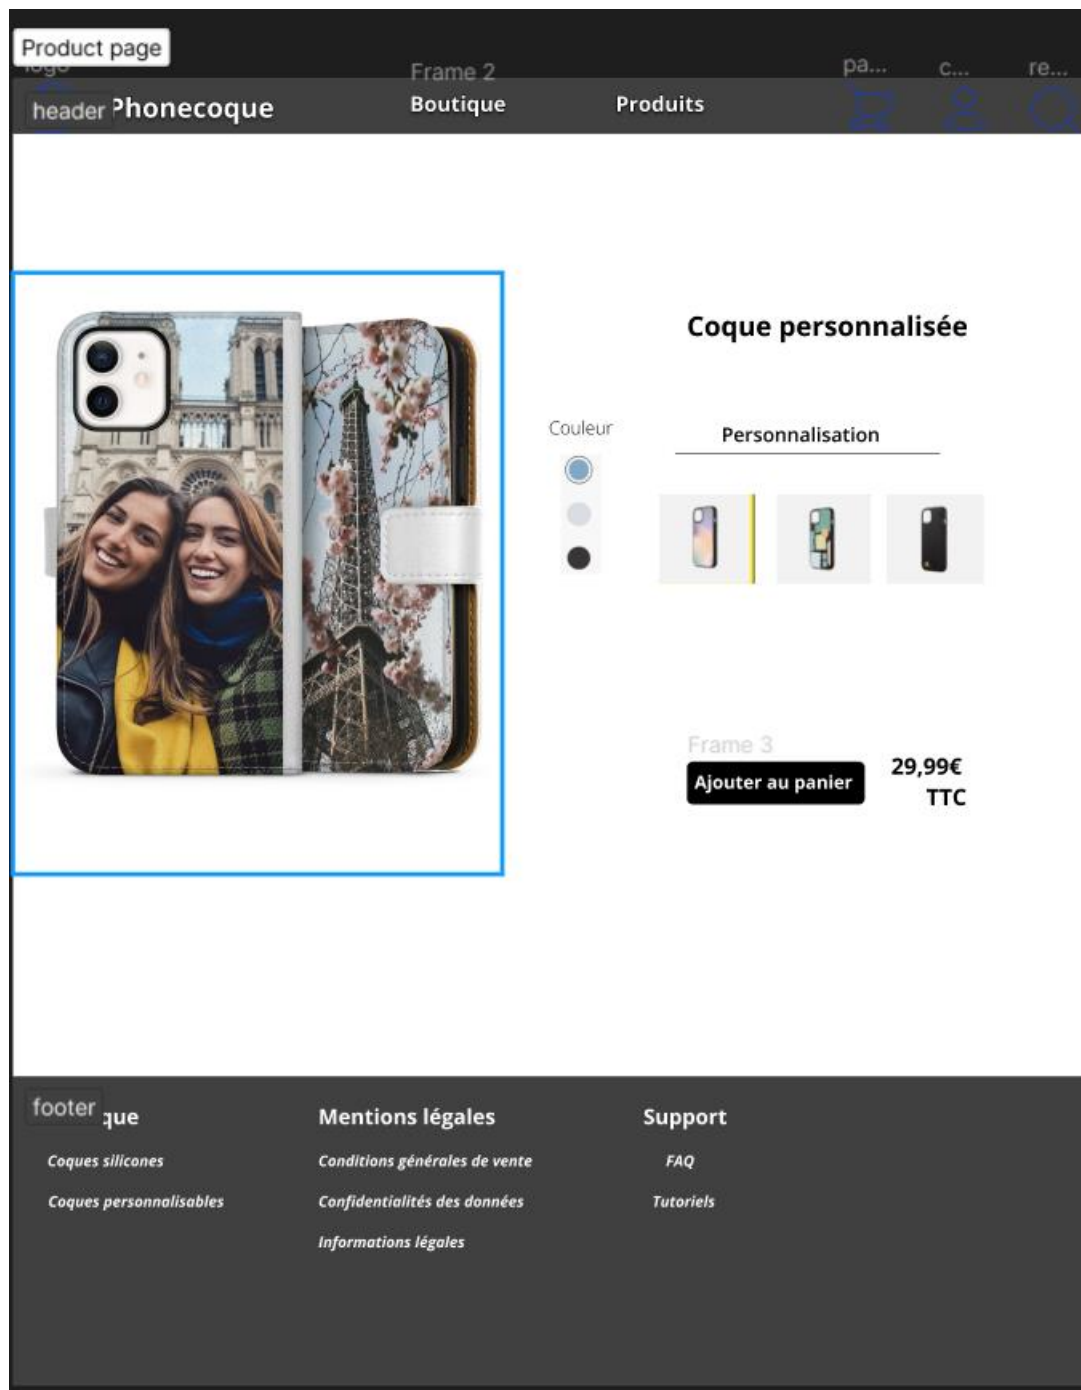 Product page
logo
Frame 2
pa...
c...
re...
header
Phonecoque
Boutique
Produits
Coque personnalisée
Couleur
Personnalisation
Frame 3
Ajouter au panier
29,99€
TTC
footer
que
Mentions légales
Support
Coques silicones
Conditions générales de vente
FAQ
Coques personnalisables
Confidentialités des données
Tutoriels
Informations légales